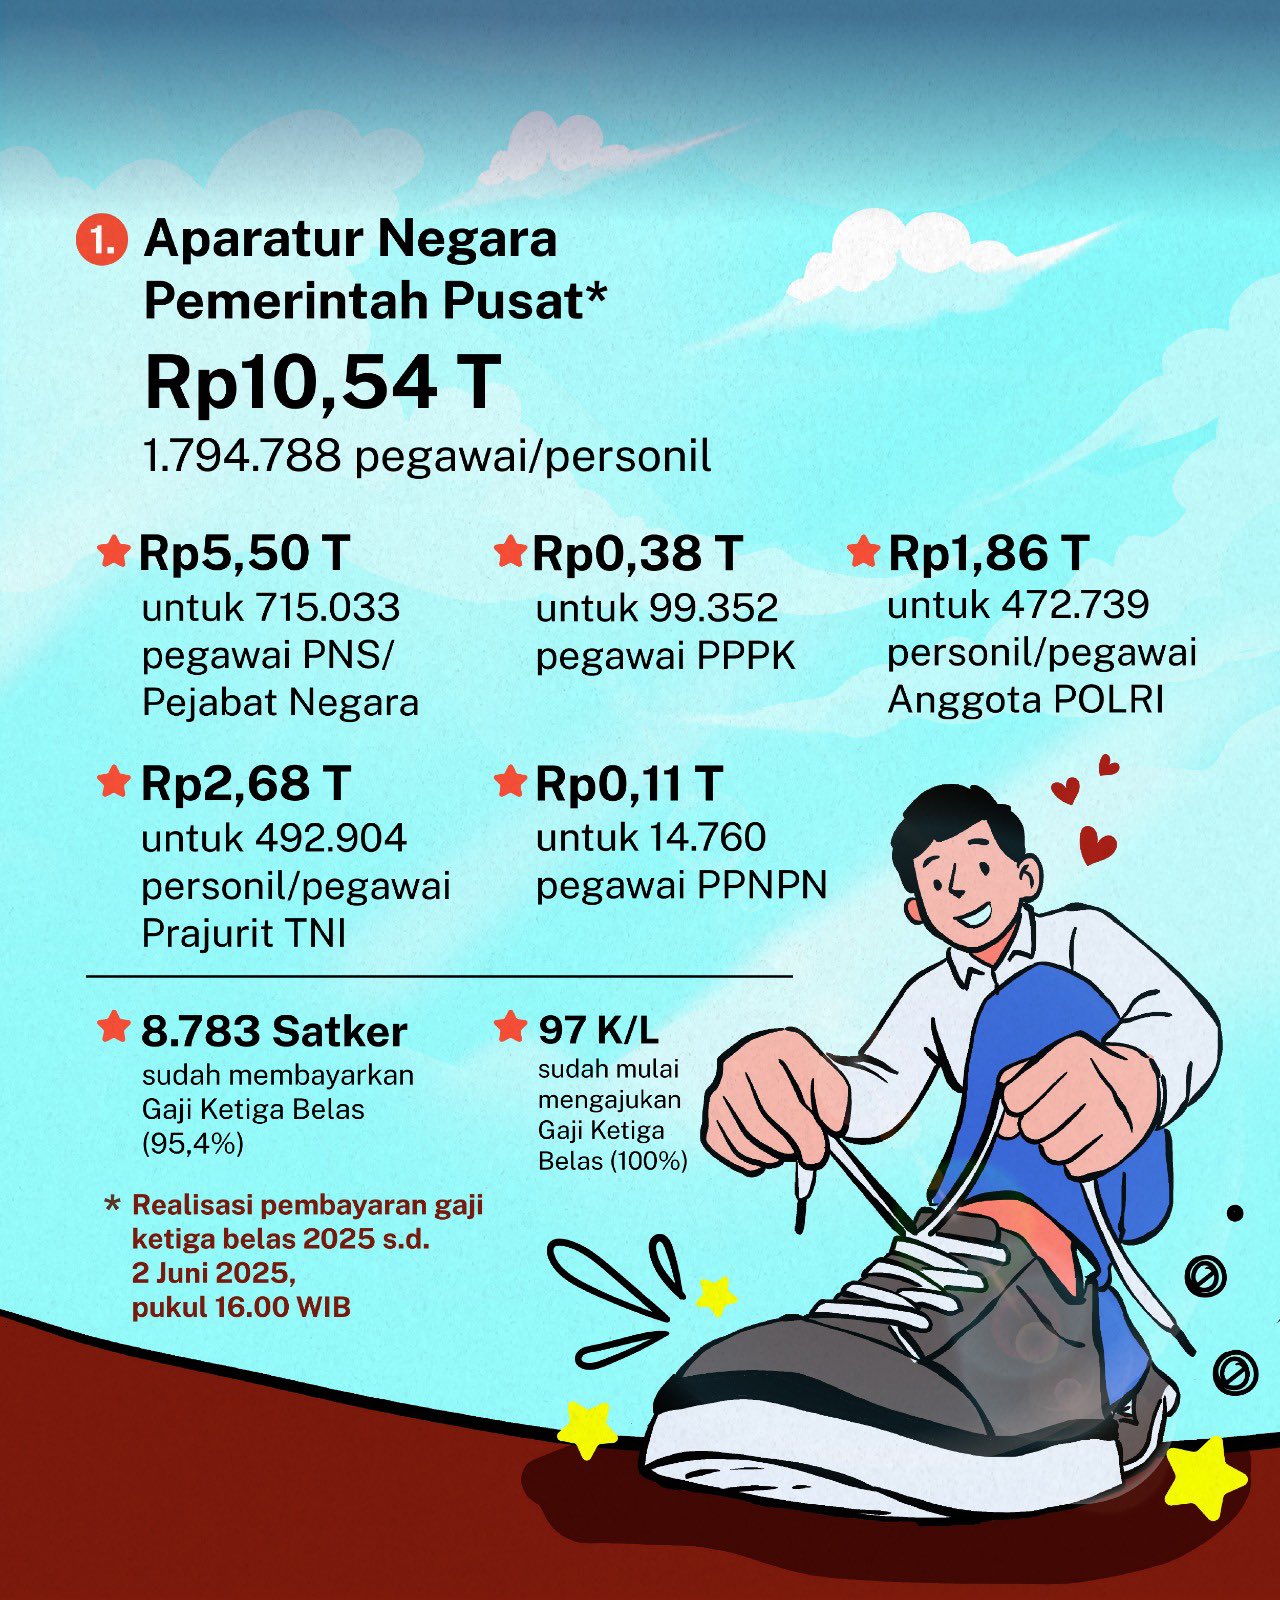 1. Aparatur Negara
Pemerintah Pusat*
Rp10,54 T
1.794.788 pegawai/personil
Rp5,50 T
untuk 715.033
pegawai PNS/
Pejabat Negara
Rp0,38 T
untuk 99.352
pegawai PPPK
Rp1,86 T
untuk 472.739
personil/pegawai
Anggota POLRI
Rp2,68 T
untuk 492.904
personil/pegawai
Prajurit TNI
Rp0,11 T
untuk 14.760
pegawai PPNPN
8.783 Satker
sudah membayarkan
Gaji Ketiga Belas
(95,4%)
97 K/L
sudah mulai
mengajukan
Gaji Ketiga
Belas (100%)
* Realisasi pembayaran gaji
ketiga belas 2025 s.d.
2 Juni 2025,
pukul 16.00 WIB